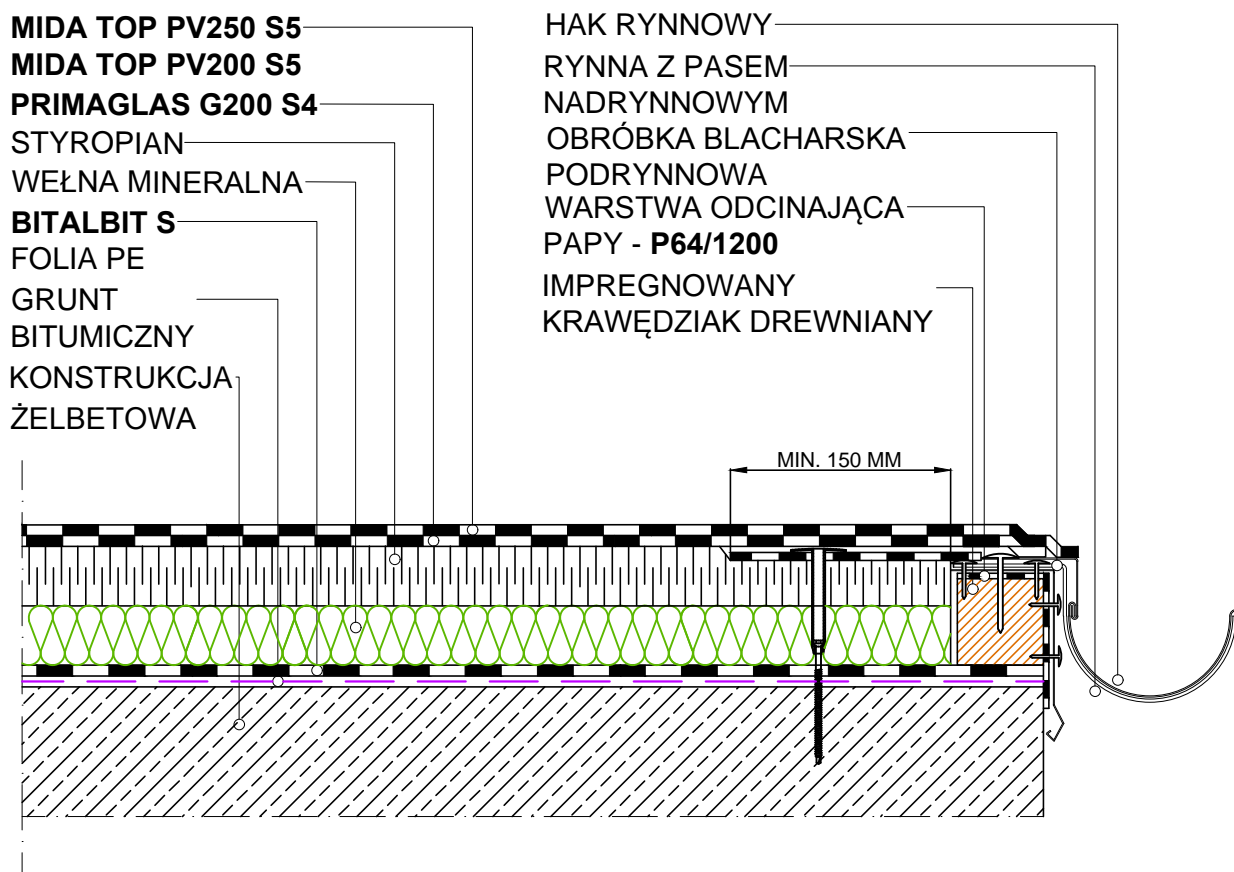 MIDA TOP PV250 S5
MIDA TOP PV200 S5
PRIMAGLAS G200 S4
STYROPIAN
WEŁNA MINERALNA
BITALBIT S
FOLIA PE
GRUNT
BITUMICZNY
KONSTRUKCJA
ŻELBETOWA
HAK RYNNOWY
RYNNA Z PASEM
NADRYNNOWYM
OBRÓBKA BLACHARSKA
PODRYNNOWA
WARSTWA ODCINAJĄCA
PAPY - P64/1200
IMPREGNOWANY
KRAWĘDZIAK DREWNIANY
MIN. 150 MM